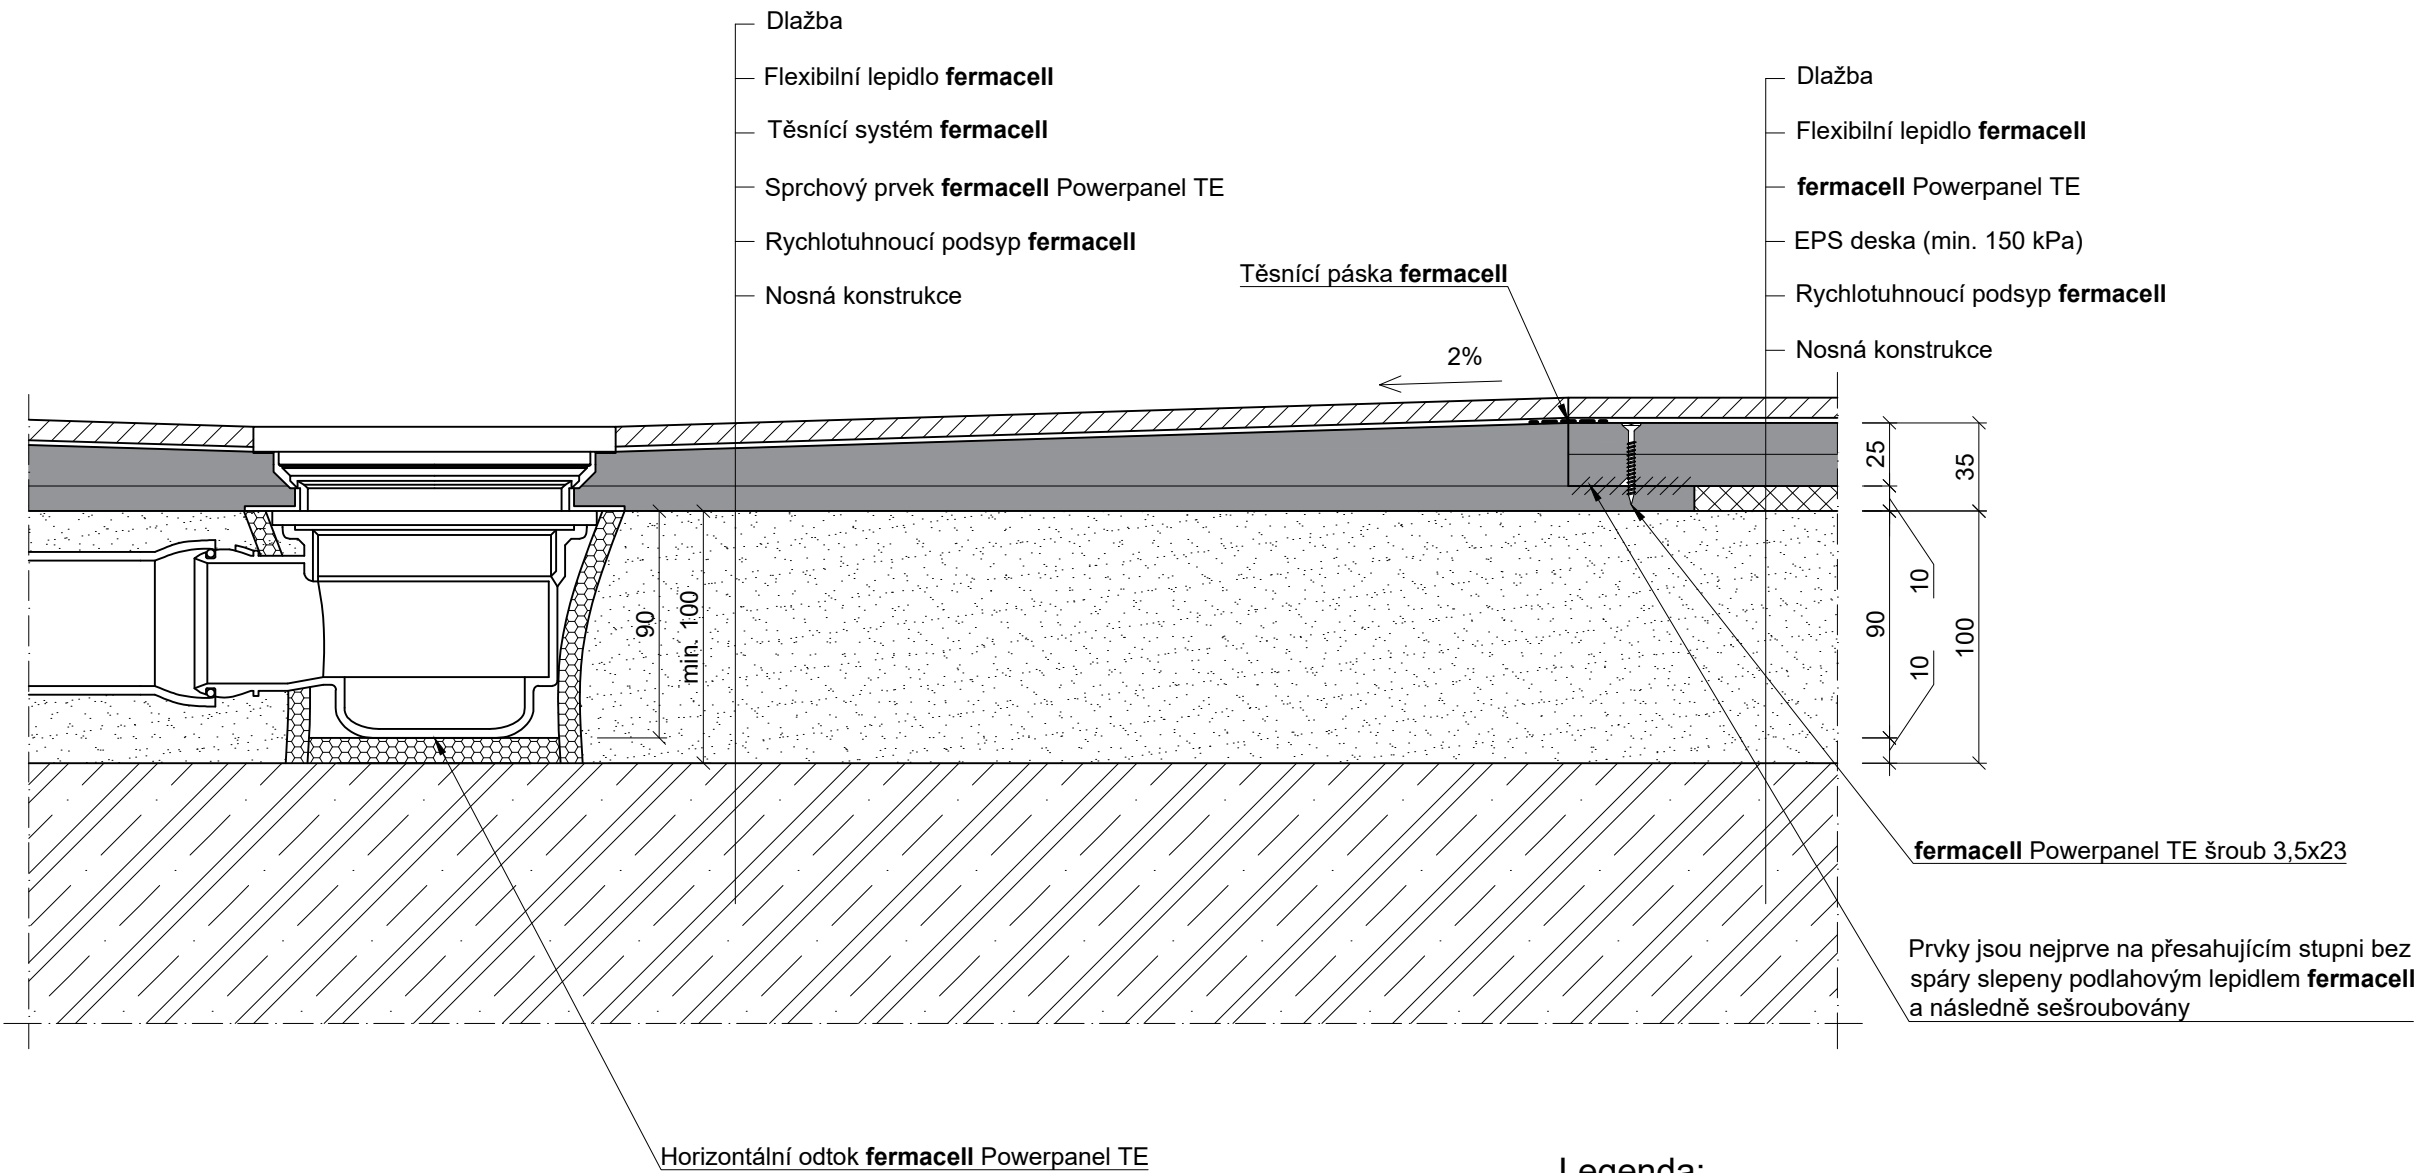 Dlažba
Flexibilní lepidlo fermacell
Těsnící systém fermacell
Sprchový prvek fermacell Powerpanel TE
Rychlotuhnoucí podsyp fermacell
Nosná konstrukce
Těsnící páska fermacell
2%
Dlažba
Flexibilní lepidlo fermacell
fermacell Powerpanel TE
EPS deska (min. 150 kPa)
Rychlotuhnoucí podsyp fermacell
Nosná konstrukce
25
35
10
90
10
100
90
min. 100
fermacell Powerpanel TE šroub 3,5x23
Prvky jsou nejprve na přesahujícím stupni bez
spáry slepeny podlahovým lepidlem fermacell
a následně sešroubovány
Horizontální odtok fermacell Powerpanel TE
Legenda: